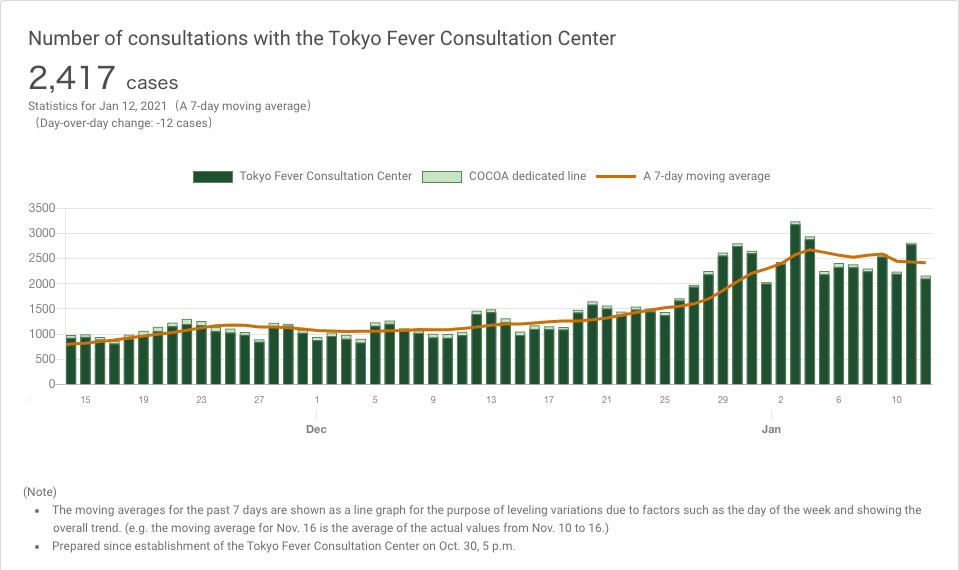 Number of consultations with the Tokyo Fever Consultation Center
2,417 cases
Statistics for Jan 12, 2021（A 7-day moving average）
（Day-over-day change: -12 cases）
Tokyo Fever Consultation Center COCOA dedicated line A 7-day moving average
3500
3000
2500
2000
1500
1000
500
0
15 19 23 27 1 5 9 13 17 21 25 29 2 6 10
Dec Jan
(Note)
• The moving averages for the past 7 days are shown as a line graph for the purpose of leveling variations due to factors such as the day of the week and showing the
overall trend. (e.g. the moving average for Nov. 16 is the average of the actual values from Nov. 10 to 16.)
• Prepared since establishment of the Tokyo Fever Consultation Center on Oct. 30, 5 p.m.